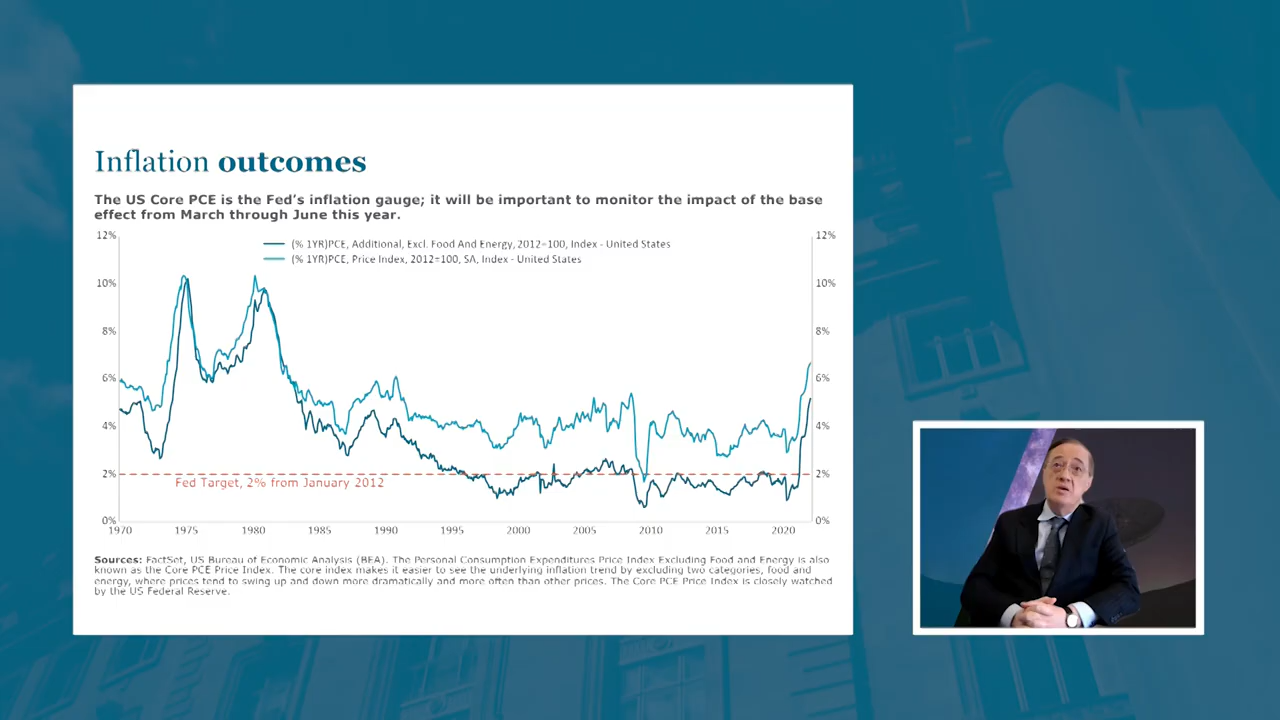 Inflation outcomes
The US Core PCE is the Fed's inflation gauge; it will be important to monitor the impact of the base
effect from March through June this year.
12% 12%
(% 1YR)PCE, Additional, Excl. Food And Energy, 2012=100, Index - United States
(% 1YR)PCE, Price Index, 2012=100, SA, Index - United States
10% 10%
8% 8%
6% 6%
4% 4%
2% 2%
Fed Target, 2% from January 2012
0% 0%
1970 1975 1980 1985 1990 1995 2000 2005 2010 2015 2020
Sources: FactSet, US Bureau of Economic Analysis (BEA). The Personal Consumption Expenditures Price Index Excluding Food and Energy is also
known as the Core PCE Price Index. The core index makes it easier to see the underlying inflation trend by excluding two categories, food and
energy, where prices tend to swing up and down more dramatically and more often than other prices. The Core PCE Price Index is closely watched
by the US Federal Reserve.